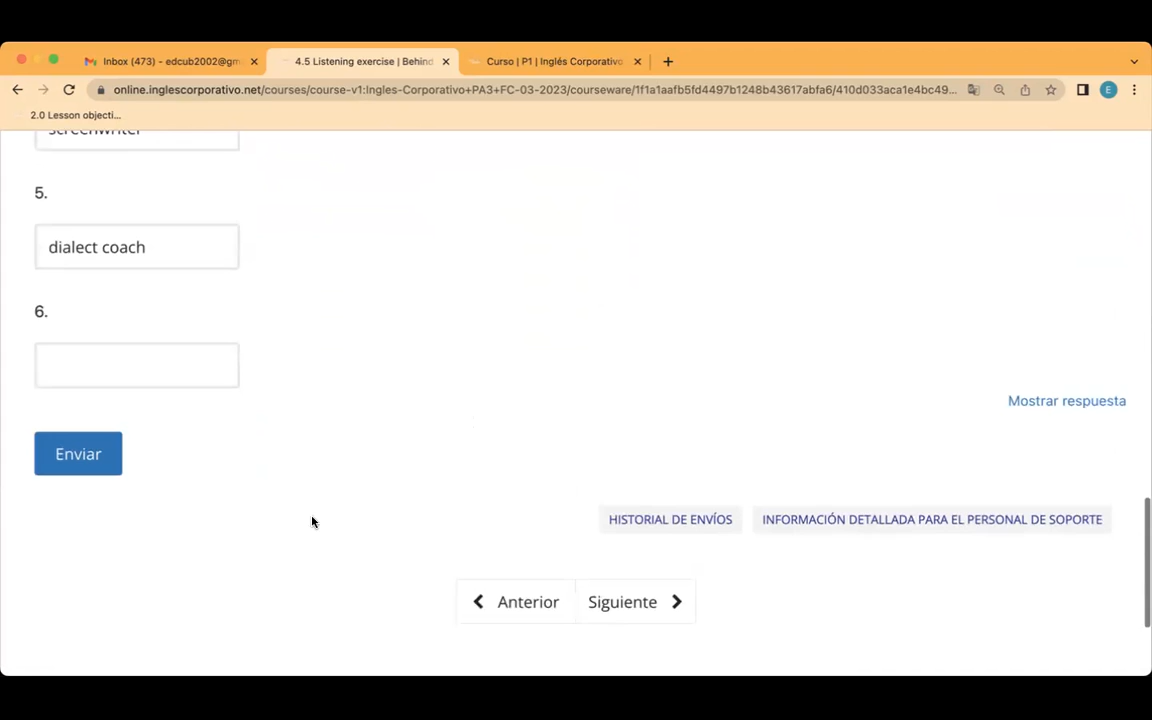 Inbox (473) - edcub2002@gm
4.5 Listening exercise | Behind
Curso | P1 | Inglés Corporativo
online.inglescorporativo.net/courses/course-v1:Ingles-Corporativo+PA3+FC-03-2023/courseware/1f1a1aafb5fd4497b1248b43617abfa6/410d033aca1e4bc49...
E
2.0 Lesson objecti...
screenwriter
5.
dialect coach
6.
Mostrar respuesta
Enviar
HISTORIAL DE ENVÍOS
INFORMACIÓN DETALLADA PARA EL PERSONAL DE SOPORTE
Anterior
Siguiente